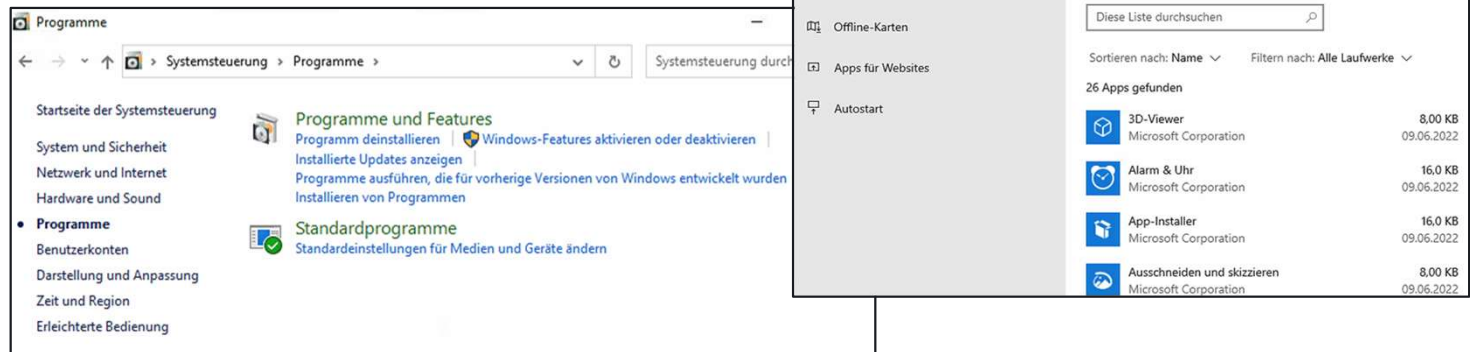 Programme
Systemsteuerung > Programme >
Systemsteuerung durch
Startseite der Systemsteuerung
System und Sicherheit
Netzwerk und Internet
Hardware und Sound
Programme
Benutzerkonten
Darstellung und Anpassung
Zeit und Region
Erleichterte Bedienung
Programme und Features
Programm deinstallieren | Windows-Features aktivieren oder deaktivieren |
Installierte Updates anzeigen |
Programme ausführen, die für vorherige Versionen von Windows entwickelt wurden
Installieren von Programmen
Standardprogramme
Standardeinstellungen für Medien und Geräte ändern
Offline-Karten
Apps für Websites
Autostart
Diese Liste durchsuchen
Sortieren nach: Name Filtern nach: Alle Laufwerke
26 Apps gefunden
3D-Viewer 8,00 KB
Microsoft Corporation 09.06.2022
Alarm & Uhr 16,0 KB
Microsoft Corporation 09.06.2022
App-Installer 16,0 KB
Microsoft Corporation 09.06.2022
Ausschneiden und skizzieren 8,00 KB
Microsoft Corporation 09.06.2022